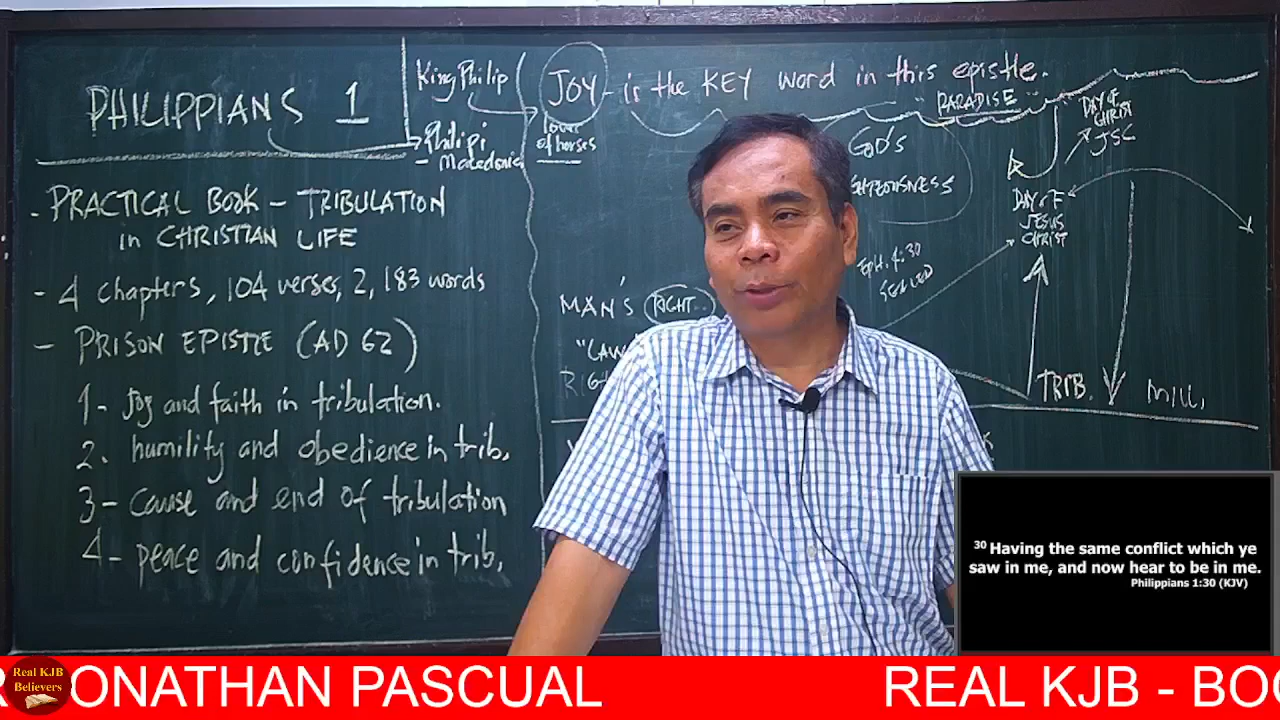 PHILIPPIANS 1
King Philip
Philipi
- Macedonia
lover
of horses
JOY - is the KEY word in this epistle.
"PARADISE"
DAY OF
CHRIST
JSC
- PRACTICAL BOOK - TRIBULATION
in CHRISTIAN LIFE
- 4 chapters, 104 verses, 2,183 words
- PRISON EPISTLE (AD 62)
1 - joy and faith in tribulation.
2. humility and obedience in trib.
3 - cause and end of tribulation
4 - peace and confidence in trib.
God's
DAY OF
JESUS
CHRIST
Eph. 4:30
SEALED
MAN'S RIGHT..
"LAW
TRIB.
MILL.
30 Having the same conflict which ye
saw in me, and now hear to be in me.
Philippians 1:30 (KJV)
Real KJB
Believers
ONATHAN PASCUAL
REAL KJB - BO